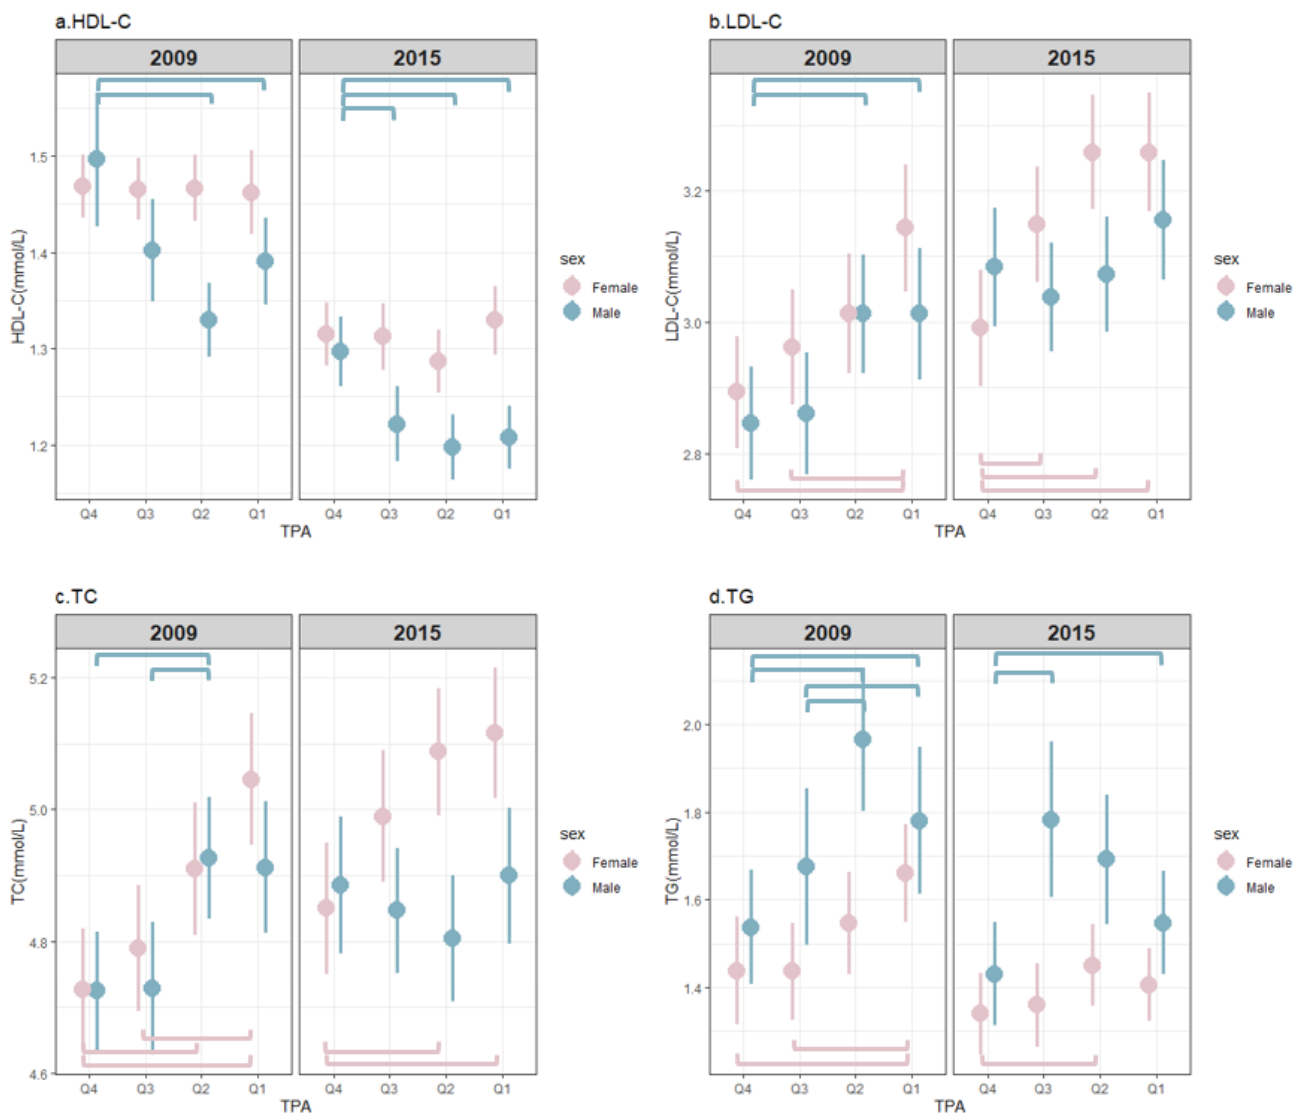 a.HDL-C
2009
2015
HDL-C(mmol/L)
1.5
1.4
1.3
1.2
Q4
Q3
Q2
Q1
Q4
Q3
Q2
Q1
TPA
sex
Female
Male
b.LDL-C
2009
2015
LDL-C(mmol/L)
3.2
3.0
2.8
Q4
Q3
Q2
Q1
Q4
Q3
Q2
Q1
TPA
sex
Female
Male
c.TC
2009
2015
TC(mmol/L)
5.2
5.0
4.8
4.6
Q4
Q3
Q2
Q1
Q4
Q3
Q2
Q1
TPA
sex
Female
Male
d.TG
2009
2015
TG(mmol/L)
2.0
1.8
1.6
1.4
Q4
Q3
Q2
Q1
Q4
Q3
Q2
Q1
TPA
sex
Female
Male